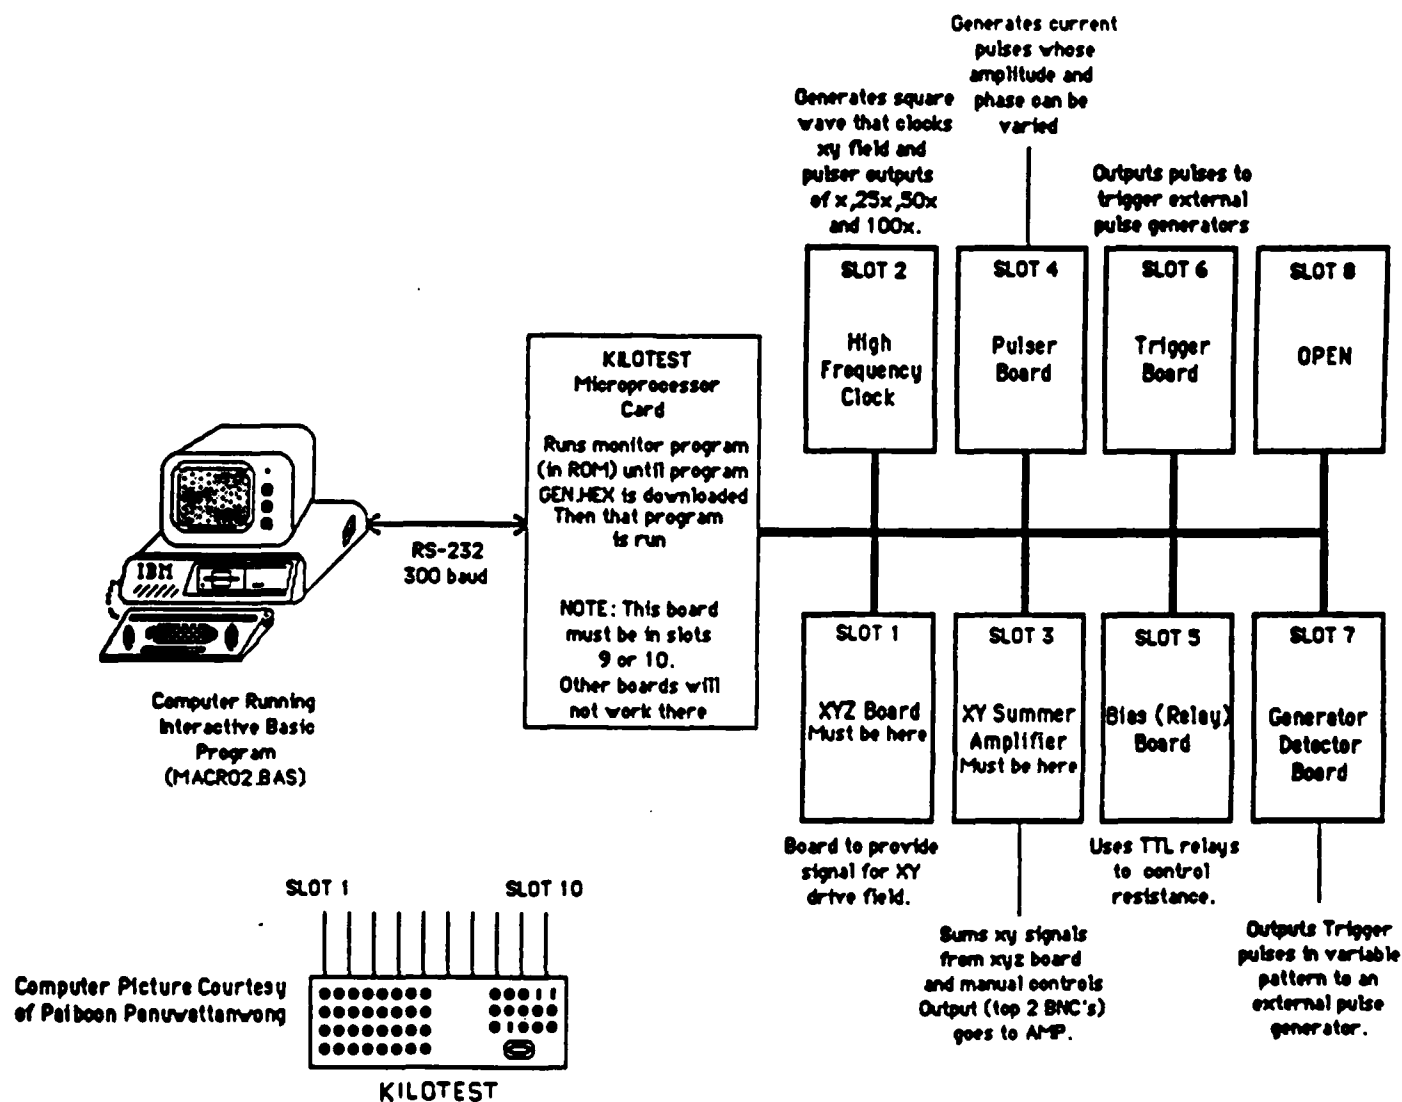 Generates current
pulses whose
amplitude and
phase can be
varied
Generates square
wave that clocks
xy field and
pulser outputs
of x,25x,50x
and 100x.
Outputs pulses to
trigger external
pulse generators
SLOT 2
High
Frequency
Clock
SLOT 4
Pulser
Board
SLOT 6
Trigger
Board
SLOT 8
OPEN
KILOTEST
Microprocessor
Card
Runs monitor program
(in ROM) until program
GEN.HEX is downloaded
Then that program
is run
NOTE: This board
must be in slots
9 or 10.
Other boards will
not work there
IBM
RS-232
300 baud
Computer Running
Interactive Basic
Program
(MACRO2.BAS)
SLOT 1
XYZ Board
Must be here
SLOT 3
XY Summer
Amplifier
Must be here
SLOT 5
Bias (Relay)
Board
SLOT 7
Generator
Detector
Board
Board to provide
signal for XY
drive field.
Sums xy signals
from xyz board
and manual controls
Output (top 2 BNC's)
goes to AMP.
Uses TTL relays
to control
resistance.
Outputs Trigger
pulses in variable
pattern to an
external pulse
generator.
SLOT 1
SLOT 10
Computer Picture Courtesy
of Paiboon Panuwattanwong
KILOTEST